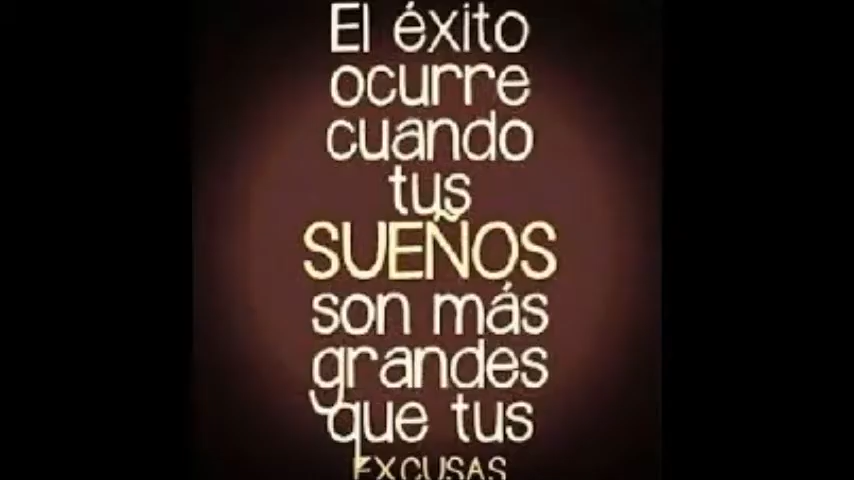 El éxito
ocurre
cuando
tus
SUEÑOS
son más
grandes
que tus
EXCUSAS